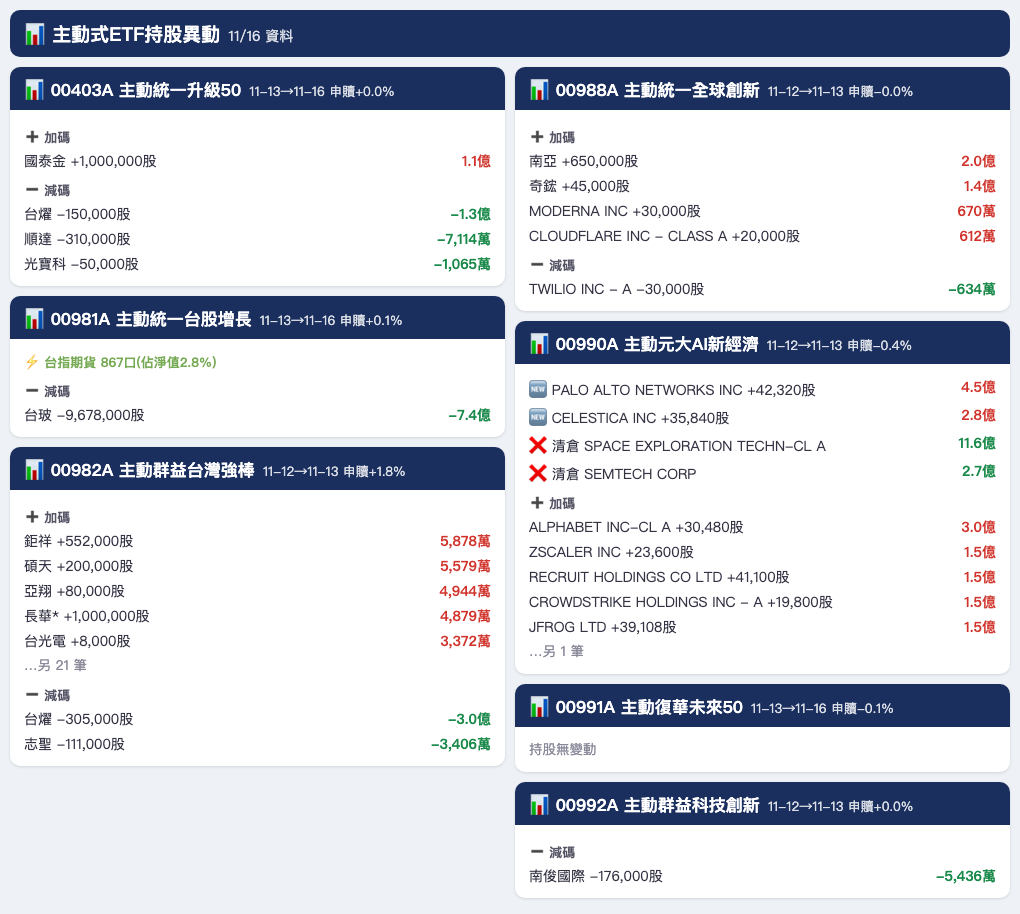 主動式ETF持股異動 11/16 資料
00403A 主動統一升級50 11-13→11-16 申贖+0.0%
加碼
國泰金 +1,000,000股 1.1億
減碼
台燿 -150,000股 -1.3億
順達 -310,000股 -7,114萬
光寶科 -50,000股 -1,065萬
00981A 主動統一台股增長 11-13→11-16 申贖+0.1%
⚡ 台指期貨 867口(佔淨值2.8%)
減碼
台玻 -9,678,000股 -7.4億
00982A 主動群益台灣強棒 11-12→11-13 申贖+1.8%
加碼
鉅祥 +552,000股 5,878萬
碩天 +200,000股 5,579萬
亞翔 +80,000股 4,944萬
長華* +1,000,000股 4,879萬
台光電 +8,000股 3,372萬
...另 21 筆
減碼
台燿 -305,000股 -3.0億
志聖 -111,000股 -3,406萬
00988A 主動統一全球創新 11-12→11-13 申贖-0.0%
加碼
南亞 +650,000股 2.0億
奇鋐 +45,000股 1.4億
MODERNA INC +30,000股 670萬
CLOUDFLARE INC - CLASS A +20,000股 612萬
減碼
TWILIO INC - A -30,000股 -634萬
00990A 主動元大AI新經濟 11-12→11-13 申贖-0.4%
NEW PALO ALTO NETWORKS INC +42,320股 4.5億
NEW CELESTICA INC +35,840股 2.8億
❌ 清倉 SPACE EXPLORATION TECHN-CL A 11.6億
❌ 清倉 SEMTECH CORP 2.7億
加碼
ALPHABET INC-CL A +30,480股 3.0億
ZSCALER INC +23,600股 1.5億
RECRUIT HOLDINGS CO LTD +41,100股 1.5億
CROWDSTRIKE HOLDINGS INC - A +19,800股 1.5億
JFROG LTD +39,108股 1.5億
...另 1 筆
00991A 主動復華未來50 11-13→11-16 申贖-0.1%
持股無變動
00992A 主動群益科技創新 11-12→11-13 申贖+0.0%
減碼
南俊國際 -176,000股 -5,436萬